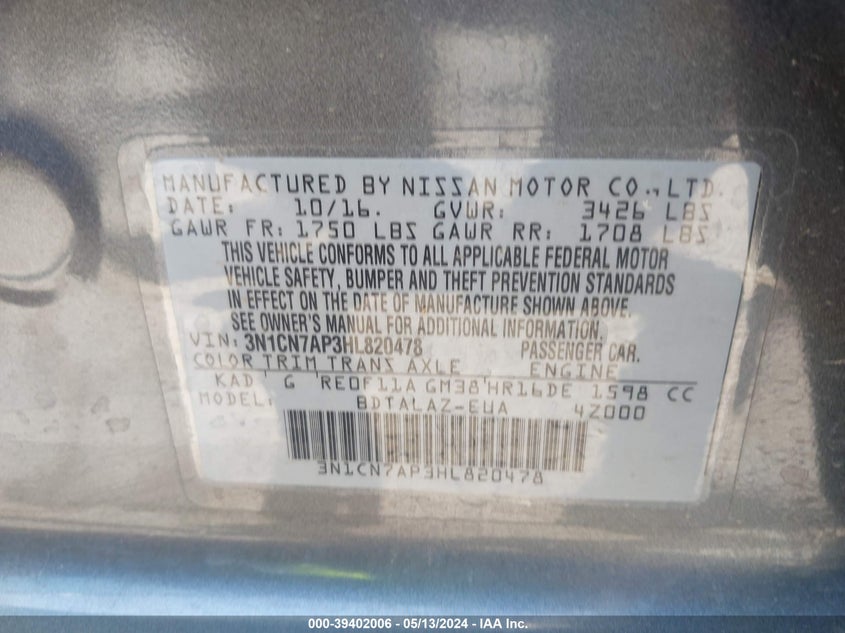 MANUFACTURED BY NISSAN MOTOR CO., LTD.
DATE: 10/16. GVWR: 3426 LBS
GAWR FR: 1750 LBS GAWR RR: 1708 LBS
THIS VEHICLE CONFORMS TO ALL APPLICABLE FEDERAL MOTOR
VEHICLE SAFETY, BUMPER AND THEFT PREVENTION STANDARDS
IN EFFECT ON THE DATE OF MANUFACTURE SHOWN ABOVE.
SEE OWNER'S MANUAL FOR ADDITIONAL INFORMATION.
VIN: 3N1CN7AP3HL820478 PASSENGER CAR.
COLOR TRIM TRANS AXLE ENGINE
KAD G RE0F11A GM38 HR16DE 1598 CC
MODEL: BDTALAZ-EUA 4Z000
3N1CN7AP3HL820478
000-39402006 - 05/13/2024 - IAA Inc.